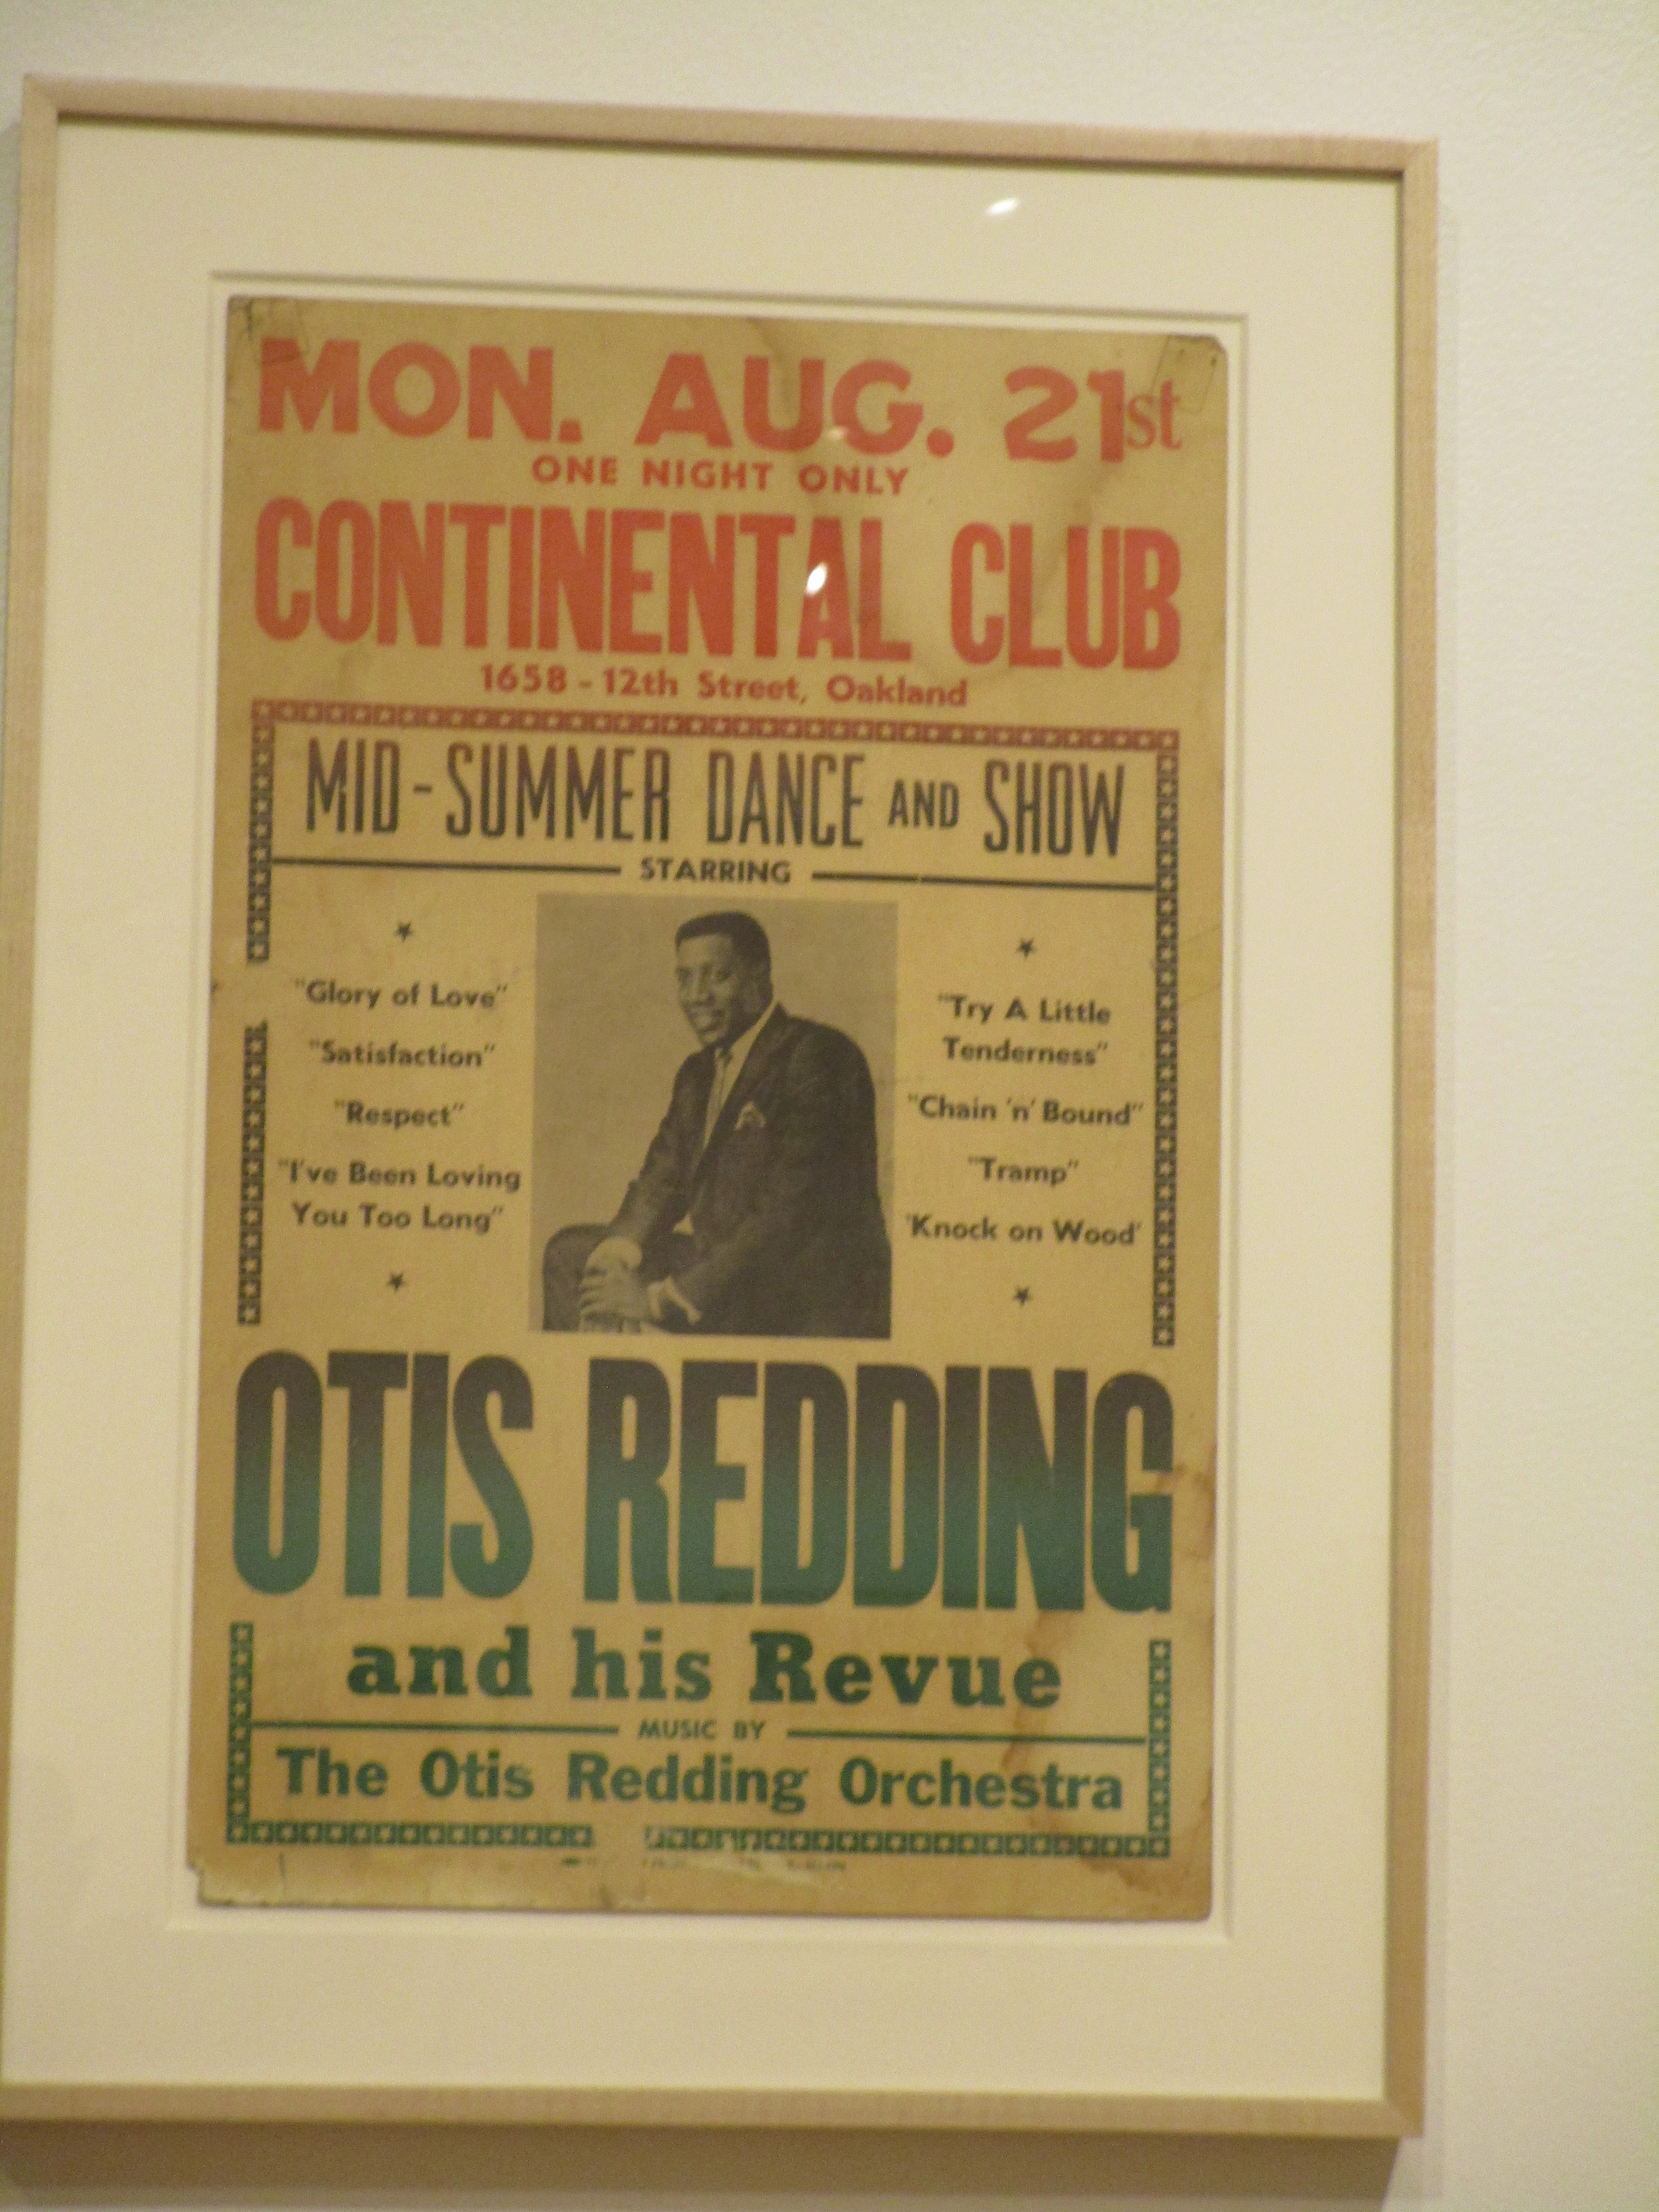 MON. AUG. 21st
ONE NIGHT ONLY
CONTINENTAL CLUB
1658 - 12th Street, Oakland
MID-SUMMER DANCE AND SHOW
STARRING
"Glory of Love"
"Satisfaction"
"Respect"
"I've Been Loving
You Too Long"
"Try A Little
Tenderness"
"Chain 'n' Bound"
"Tramp"
'Knock on Wood'
OTIS REDDING
and his Revue
MUSIC BY
The Otis Redding Orchestra